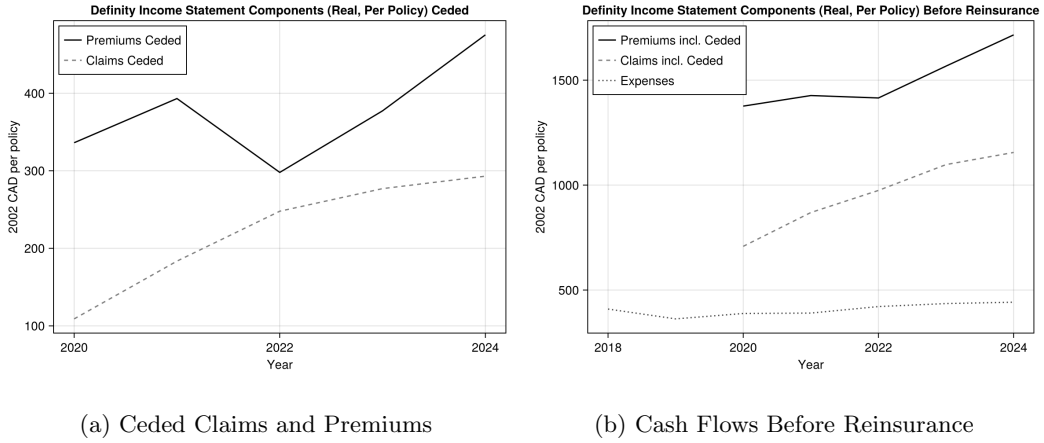 Definity Income Statement Components (Real, Per Policy) Ceded
Premiums Ceded
Claims Ceded
2002 CAD per policy
400
300
200
100
2020
2022
2024
Year
(a) Ceded Claims and Premiums
Definity Income Statement Components (Real, Per Policy) Before Reinsurance
Premiums incl. Ceded
Claims incl. Ceded
Expenses
2002 CAD per policy
1500
1000
500
2018
2020
2022
2024
Year
(b) Cash Flows Before Reinsurance